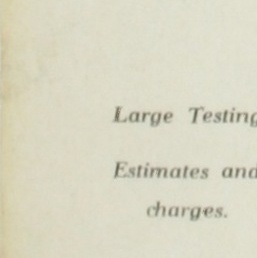 Large Testing
Estimates and
charges.